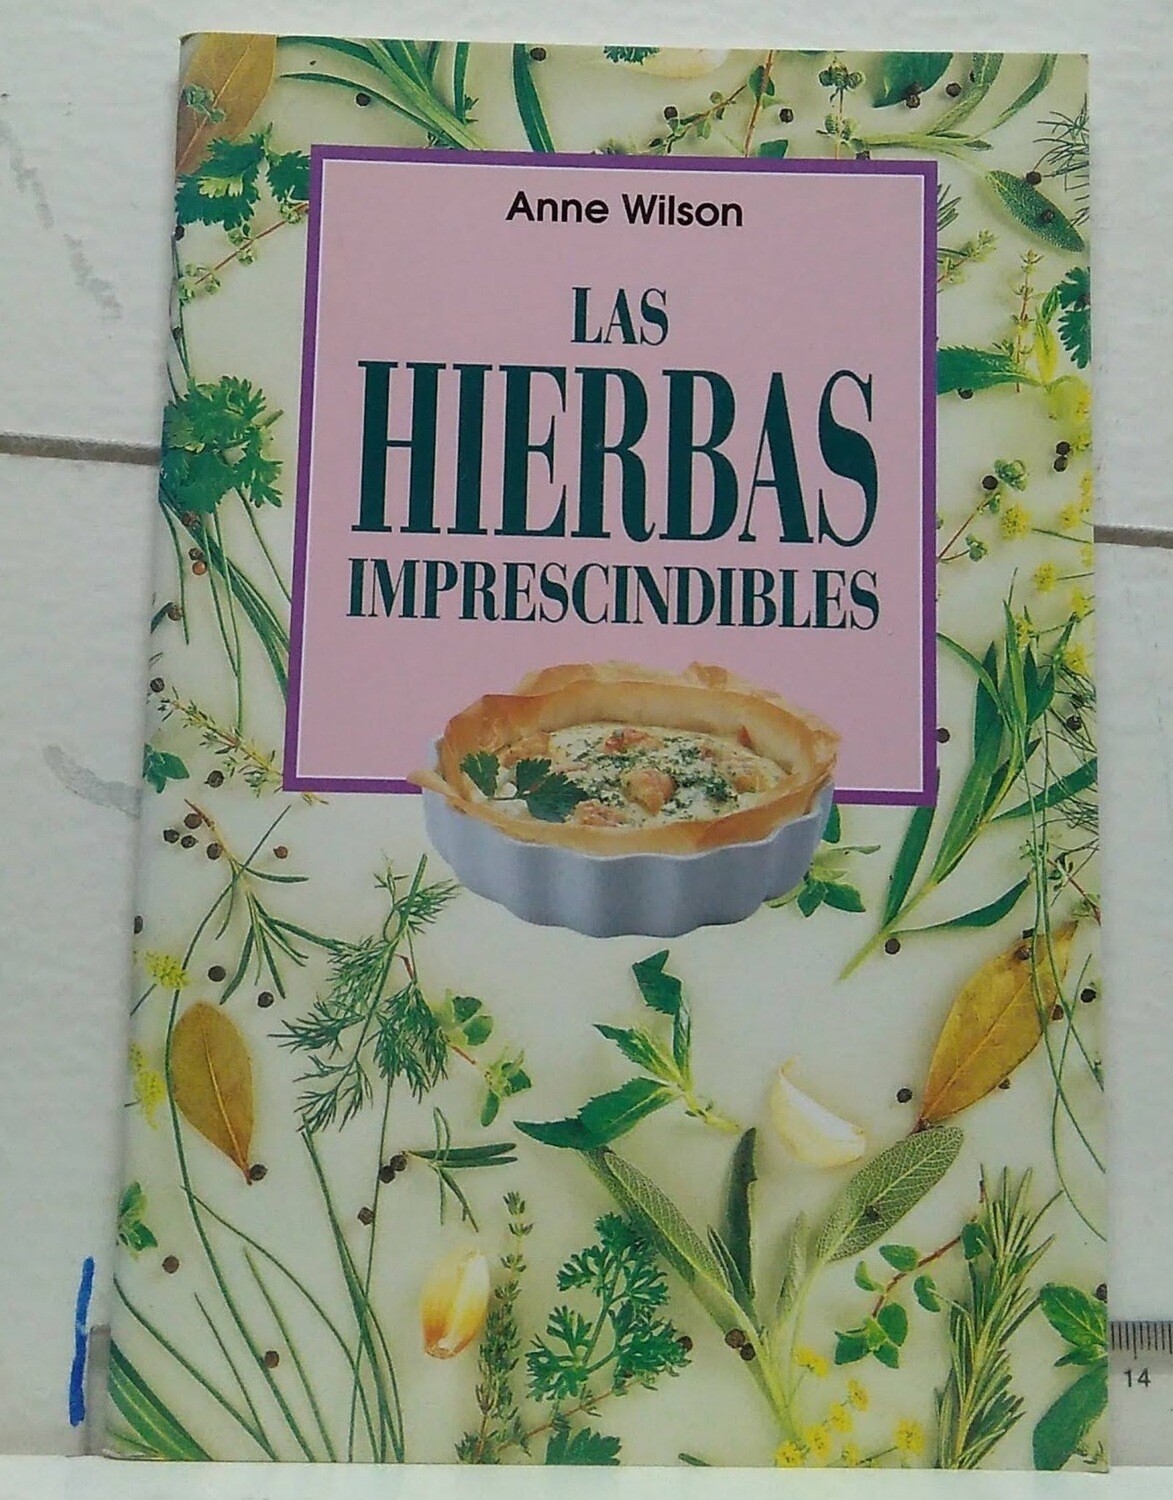 Anne Wilson
LAS
HIERBAS
IMPRESCINDIBLES
14